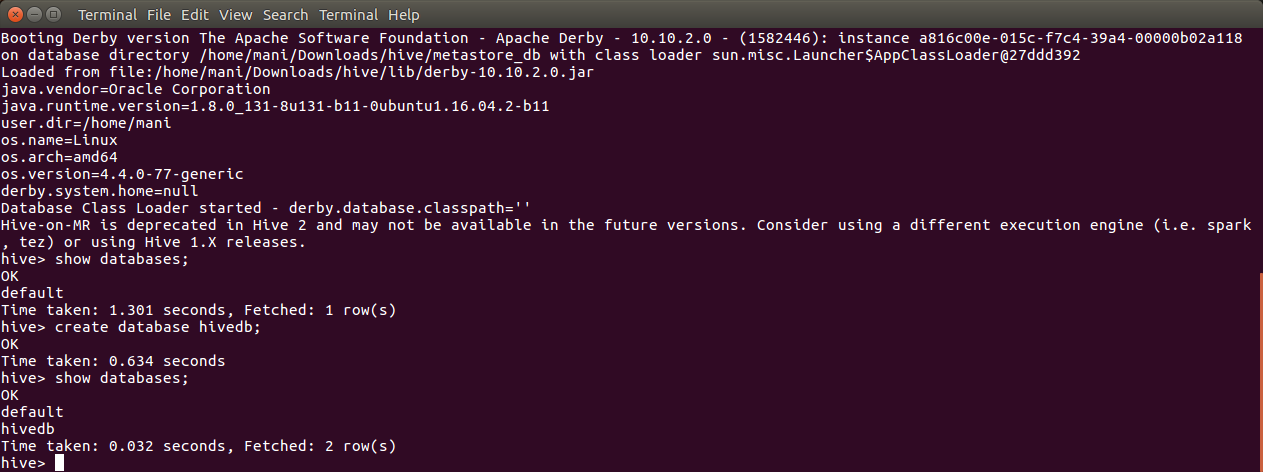 Terminal File Edit View Search Terminal Help
Booting Derby version The Apache Software Foundation - Apache Derby - 10.10.2.0 - (1582446): instance a816c00e-015c-f7c4-39a4-00000b02a118
on database directory /home/mani/Downloads/hive/metastore_db with class loader sun.misc.Launcher$AppClassLoader@27ddd392
Loaded from file:/home/mani/Downloads/hive/lib/derby-10.10.2.0.jar
java.vendor=Oracle Corporation
java.runtime.version=1.8.0_131-8u131-b11-0ubuntu1.16.04.2-b11
user.dir=/home/mani
os.name=Linux
os.arch=amd64
os.version=4.4.0-77-generic
derby.system.home=null
Database Class Loader started - derby.database.classpath=''
Hive-on-MR is deprecated in Hive 2 and may not be available in the future versions. Consider using a different execution engine (i.e. spark
, tez) or using Hive 1.X releases.
hive> show databases;
OK
default
Time taken: 1.301 seconds, Fetched: 1 row(s)
hive> create database hivedb;
OK
Time taken: 0.634 seconds
hive> show databases;
OK
default
hivedb
Time taken: 0.032 seconds, Fetched: 2 row(s)
hive>